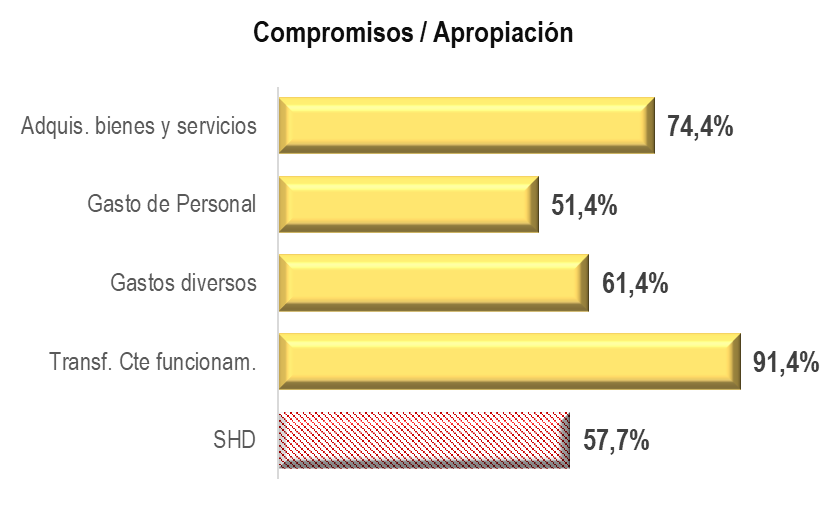 Compromisos / Apropiación
Adquis. bienes y servicios 74,4%
Gasto de Personal 51,4%
Gastos diversos 61,4%
Transf. Cte funcionam. 91,4%
SHD 57,7%